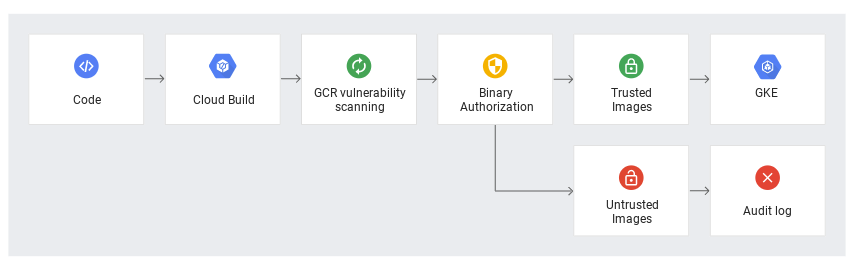 Code
Cloud Build
GCR vulnerability
scanning
Binary
Authorization
Trusted
Images
GKE
Untrusted
Images
Audit log